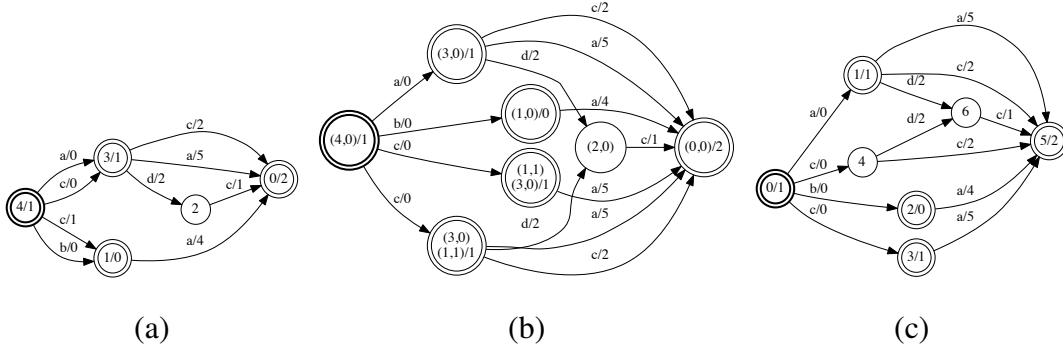 a/0
c/0
c/1
b/0
4/1
3/1
1/0
c/2
a/5
d/2
c/1
2
a/4
0/2
(a)
a/0
b/0
c/0
c/0
(4,0)/1
(3,0)/1
(1,0)/0
(1,1)
(3,0)/1
(3,0)
(1,1)/1
c/2
a/5
d/2
a/4
(2,0)
c/1
a/5
d/2
a/5
c/2
(0,0)/2
(b)
a/0
c/0
b/0
c/0
0/1
1/1
4
2/0
3/1
a/5
c/2
d/2
6
c/1
d/2
c/2
a/4
a/5
5/2
(c)